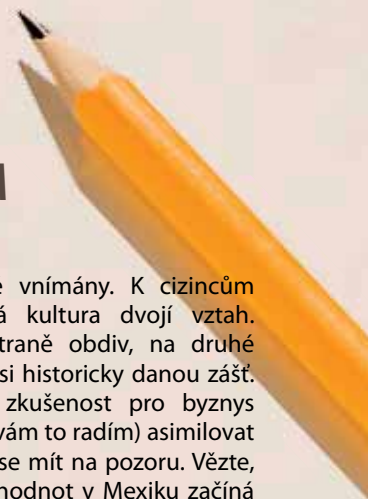 e vnímány. K cizincům
á kultura dvojí vztah.
traně obdiv, na druhé
si historicky danou zášť.
zkušenost pro byznys
vám to radím) asimilovat
se mít na pozoru. Vězte,
hodnot v Mexiku začíná